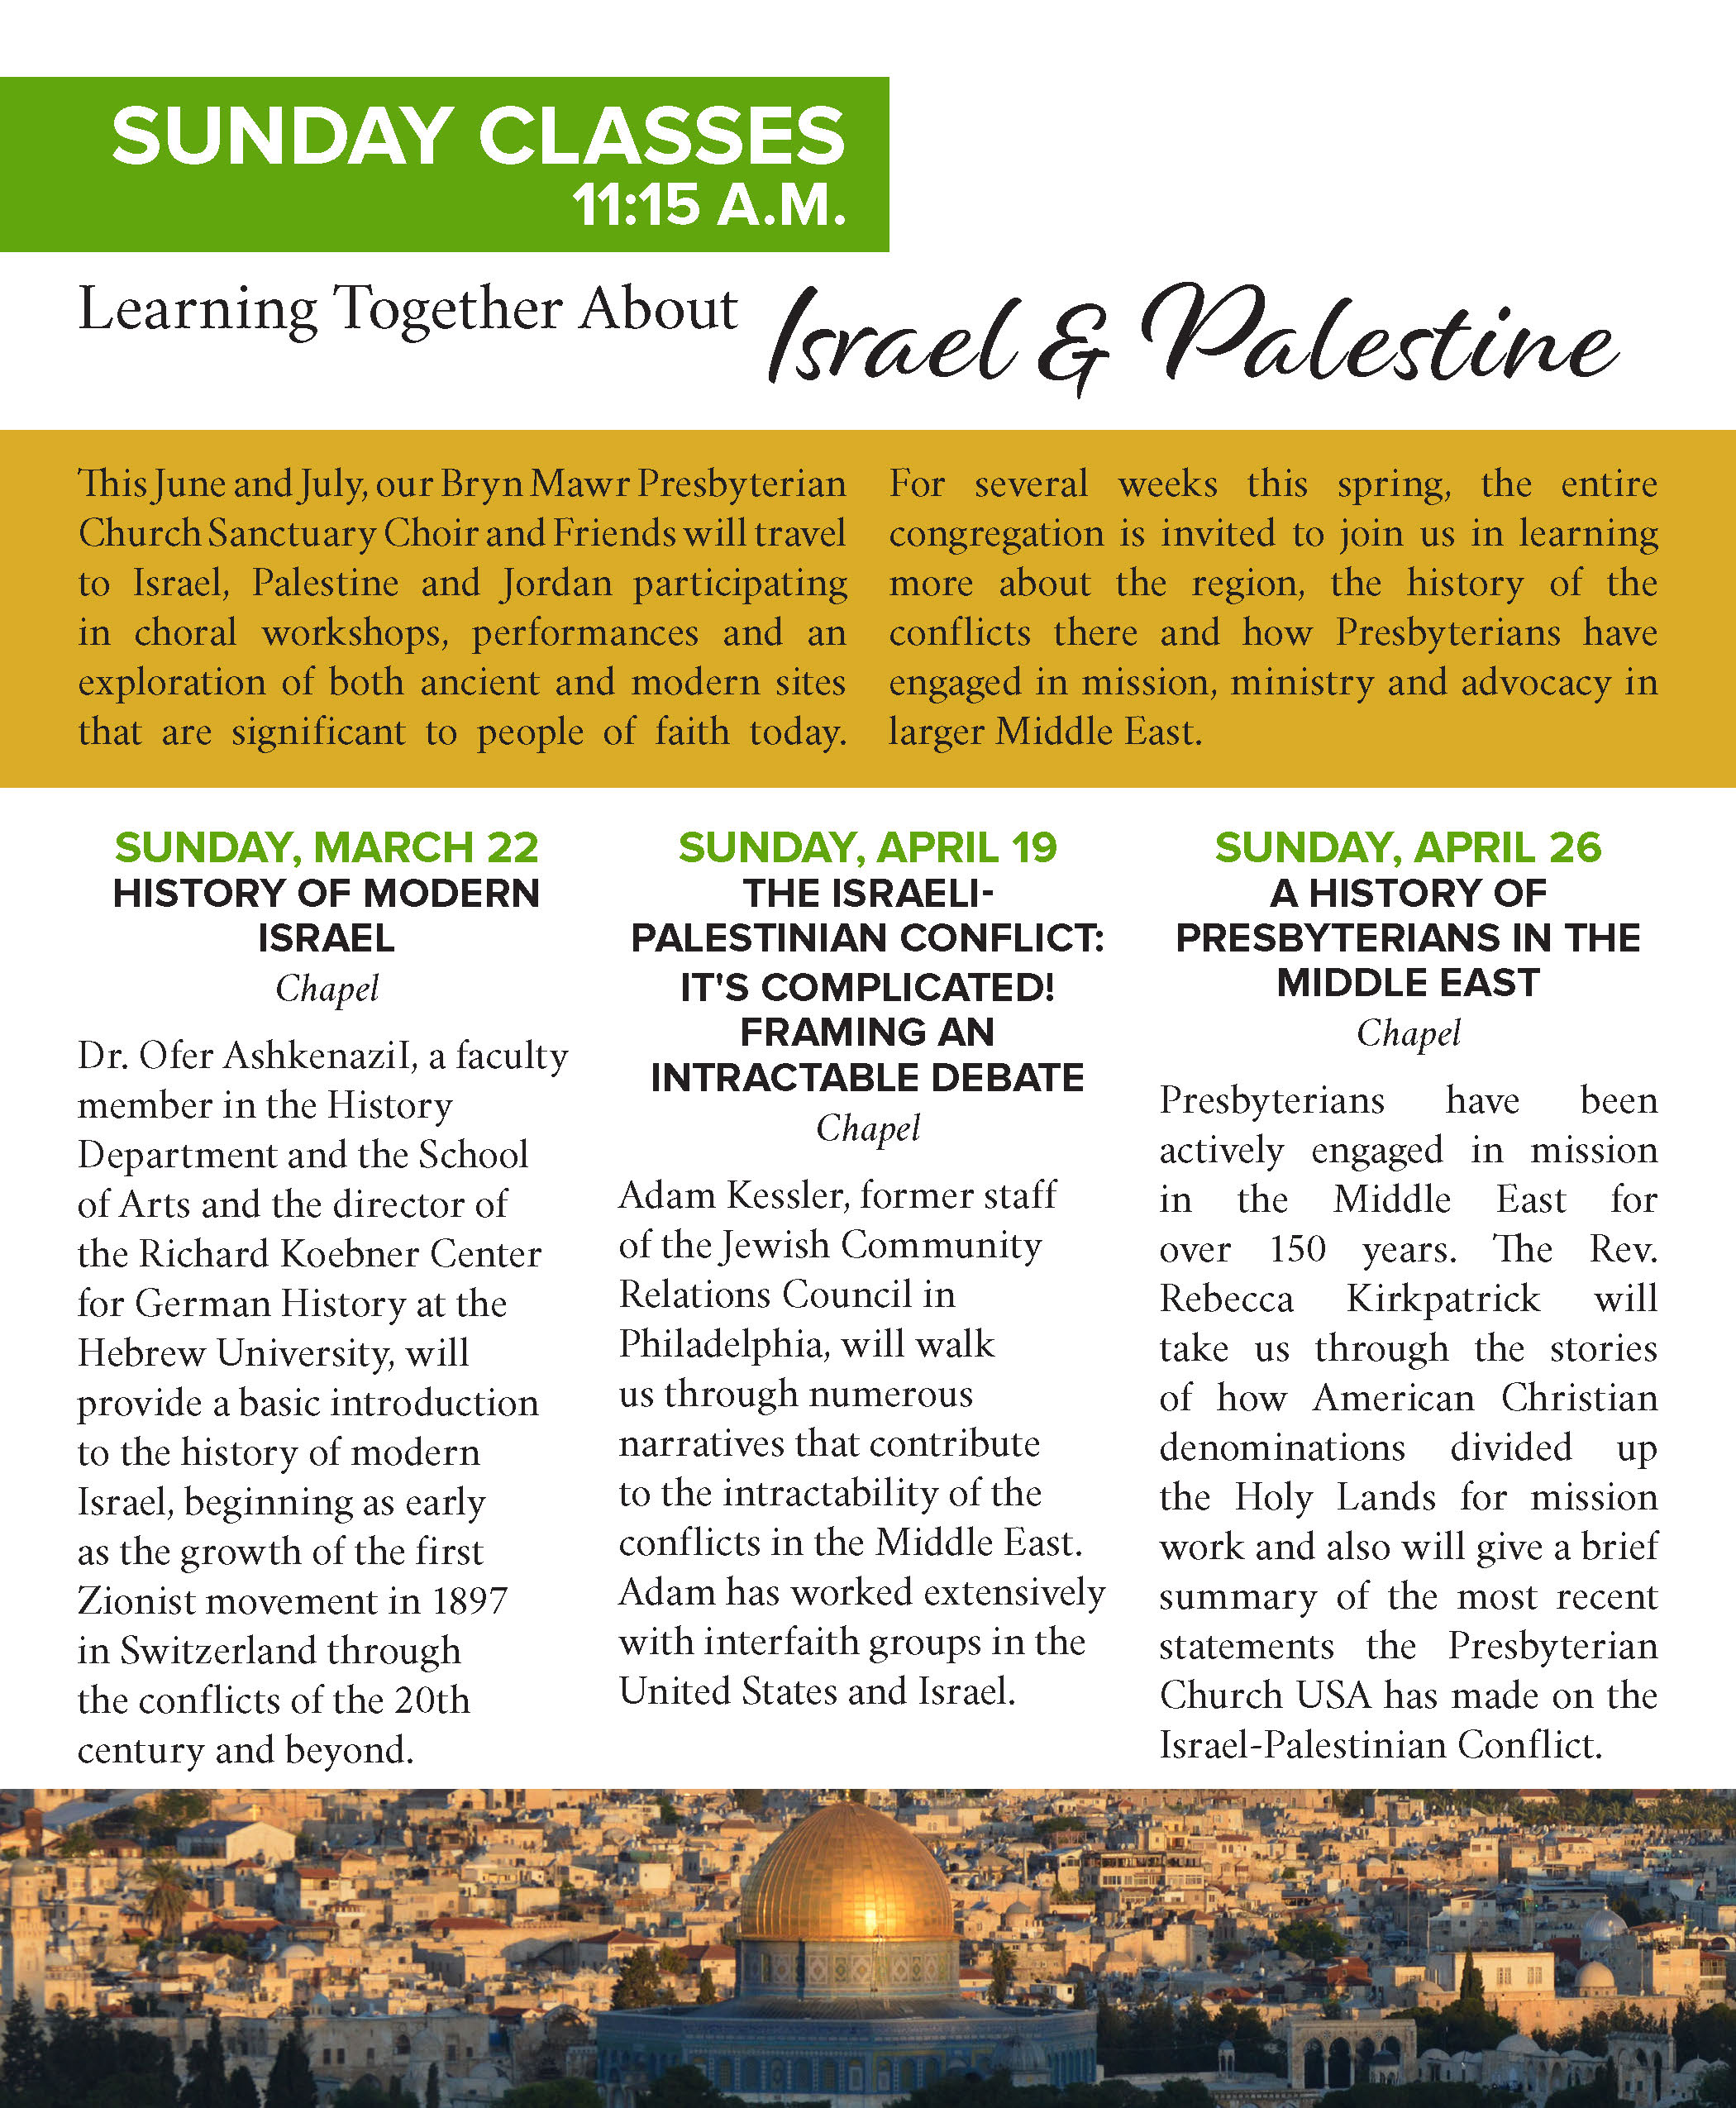 SUNDAY CLASSES
11:15 A.M.
Learning Together About Israel & Palestine
This June and July, our Bryn Mawr Presbyterian
Church Sanctuary Choir and Friends will travel
to Israel, Palestine and Jordan participating
in choral workshops, performances and an
exploration of both ancient and modern sites
that are significant to people of faith today.
For several weeks this spring, the entire
congregation is invited to join us in learning
more about the region, the history of the
conflicts there and how Presbyterians have
engaged in mission, ministry and advocacy in
larger Middle East.
SUNDAY, MARCH 22
HISTORY OF MODERN
ISRAEL
Chapel
Dr. Ofer AshkenaziI, a faculty
member in the History
Department and the School
of Arts and the director of
the Richard Koebner Center
for German History at the
Hebrew University, will
provide a basic introduction
to the history of modern
Israel, beginning as early
as the growth of the first
Zionist movement in 1897
in Switzerland through
the conflicts of the 20th
century and beyond.
SUNDAY, APRIL 19
THE ISRAELI-
PALESTINIAN CONFLICT:
IT'S COMPLICATED!
FRAMING AN
INTRACTABLE DEBATE
Chapel
Adam Kessler, former staff
of the Jewish Community
Relations Council in
Philadelphia, will walk
us through numerous
narratives that contribute
to the intractability of the
conflicts in the Middle East.
Adam has worked extensively
with interfaith groups in the
United States and Israel.
SUNDAY, APRIL 26
A HISTORY OF
PRESBYTERIANS IN THE
MIDDLE EAST
Chapel
Presbyterians have been
actively engaged in mission
in the Middle East for
over 150 years. The Rev.
Rebecca Kirkpatrick will
take us through the stories
of how American Christian
denominations divided up
the Holy Lands for mission
work and also will give a brief
summary of the most recent
statements the Presbyterian
Church USA has made on the
Israel-Palestinian Conflict.